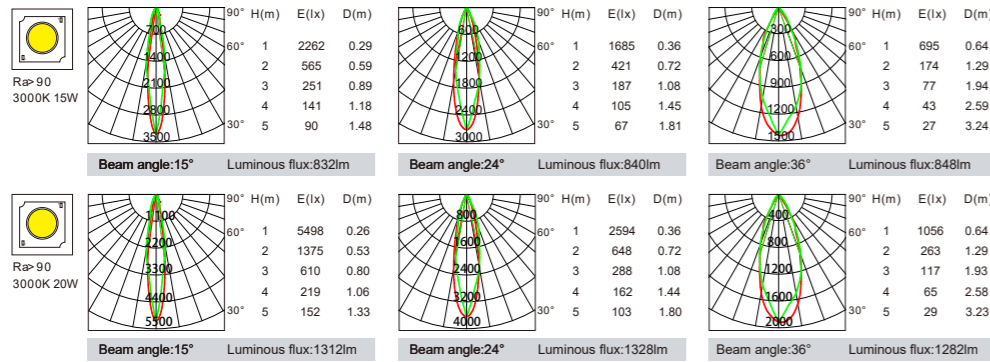 Ra>90
3000K 15W
700
1400
2100
2800
3500
90°
60°
30°
H(m) E(lx) D(m)
1 2262 0.29
2 565 0.59
3 251 0.89
4 141 1.18
5 90 1.48
Beam angle:15° Luminous flux:832lm
600
1200
1800
2400
3000
90°
60°
30°
H(m) E(lx) D(m)
1 1685 0.36
2 421 0.72
3 187 1.08
4 105 1.45
5 67 1.81
Beam angle:24° Luminous flux:840lm
300
600
900
1500
90°
60°
30°
H(m) E(lx) D(m)
1 695 0.64
2 174 1.29
3 77 1.94
4 43 2.59
5 27 3.24
Beam angle:36° Luminous flux:848lm
Ra>90
3000K 20W
1100
2200
3300
4400
5500
90°
60°
30°
H(m) E(lx) D(m)
1 5498 0.26
2 1375 0.53
3 610 0.80
4 219 1.06
5 152 1.33
Beam angle:15° Luminous flux:1312lm
800
1600
2400
3200
4000
90°
60°
30°
H(m) E(lx) D(m)
1 2594 0.36
2 648 0.72
3 288 1.08
4 162 1.44
5 103 1.80
Beam angle:24° Luminous flux:1328lm
400
800
1200
1600
2000
90°
60°
30°
H(m) E(lx) D(m)
1 1056 0.64
2 263 1.29
3 117 1.93
4 65 2.58
5 29 3.23
Beam angle:36° Luminous flux:1282lm